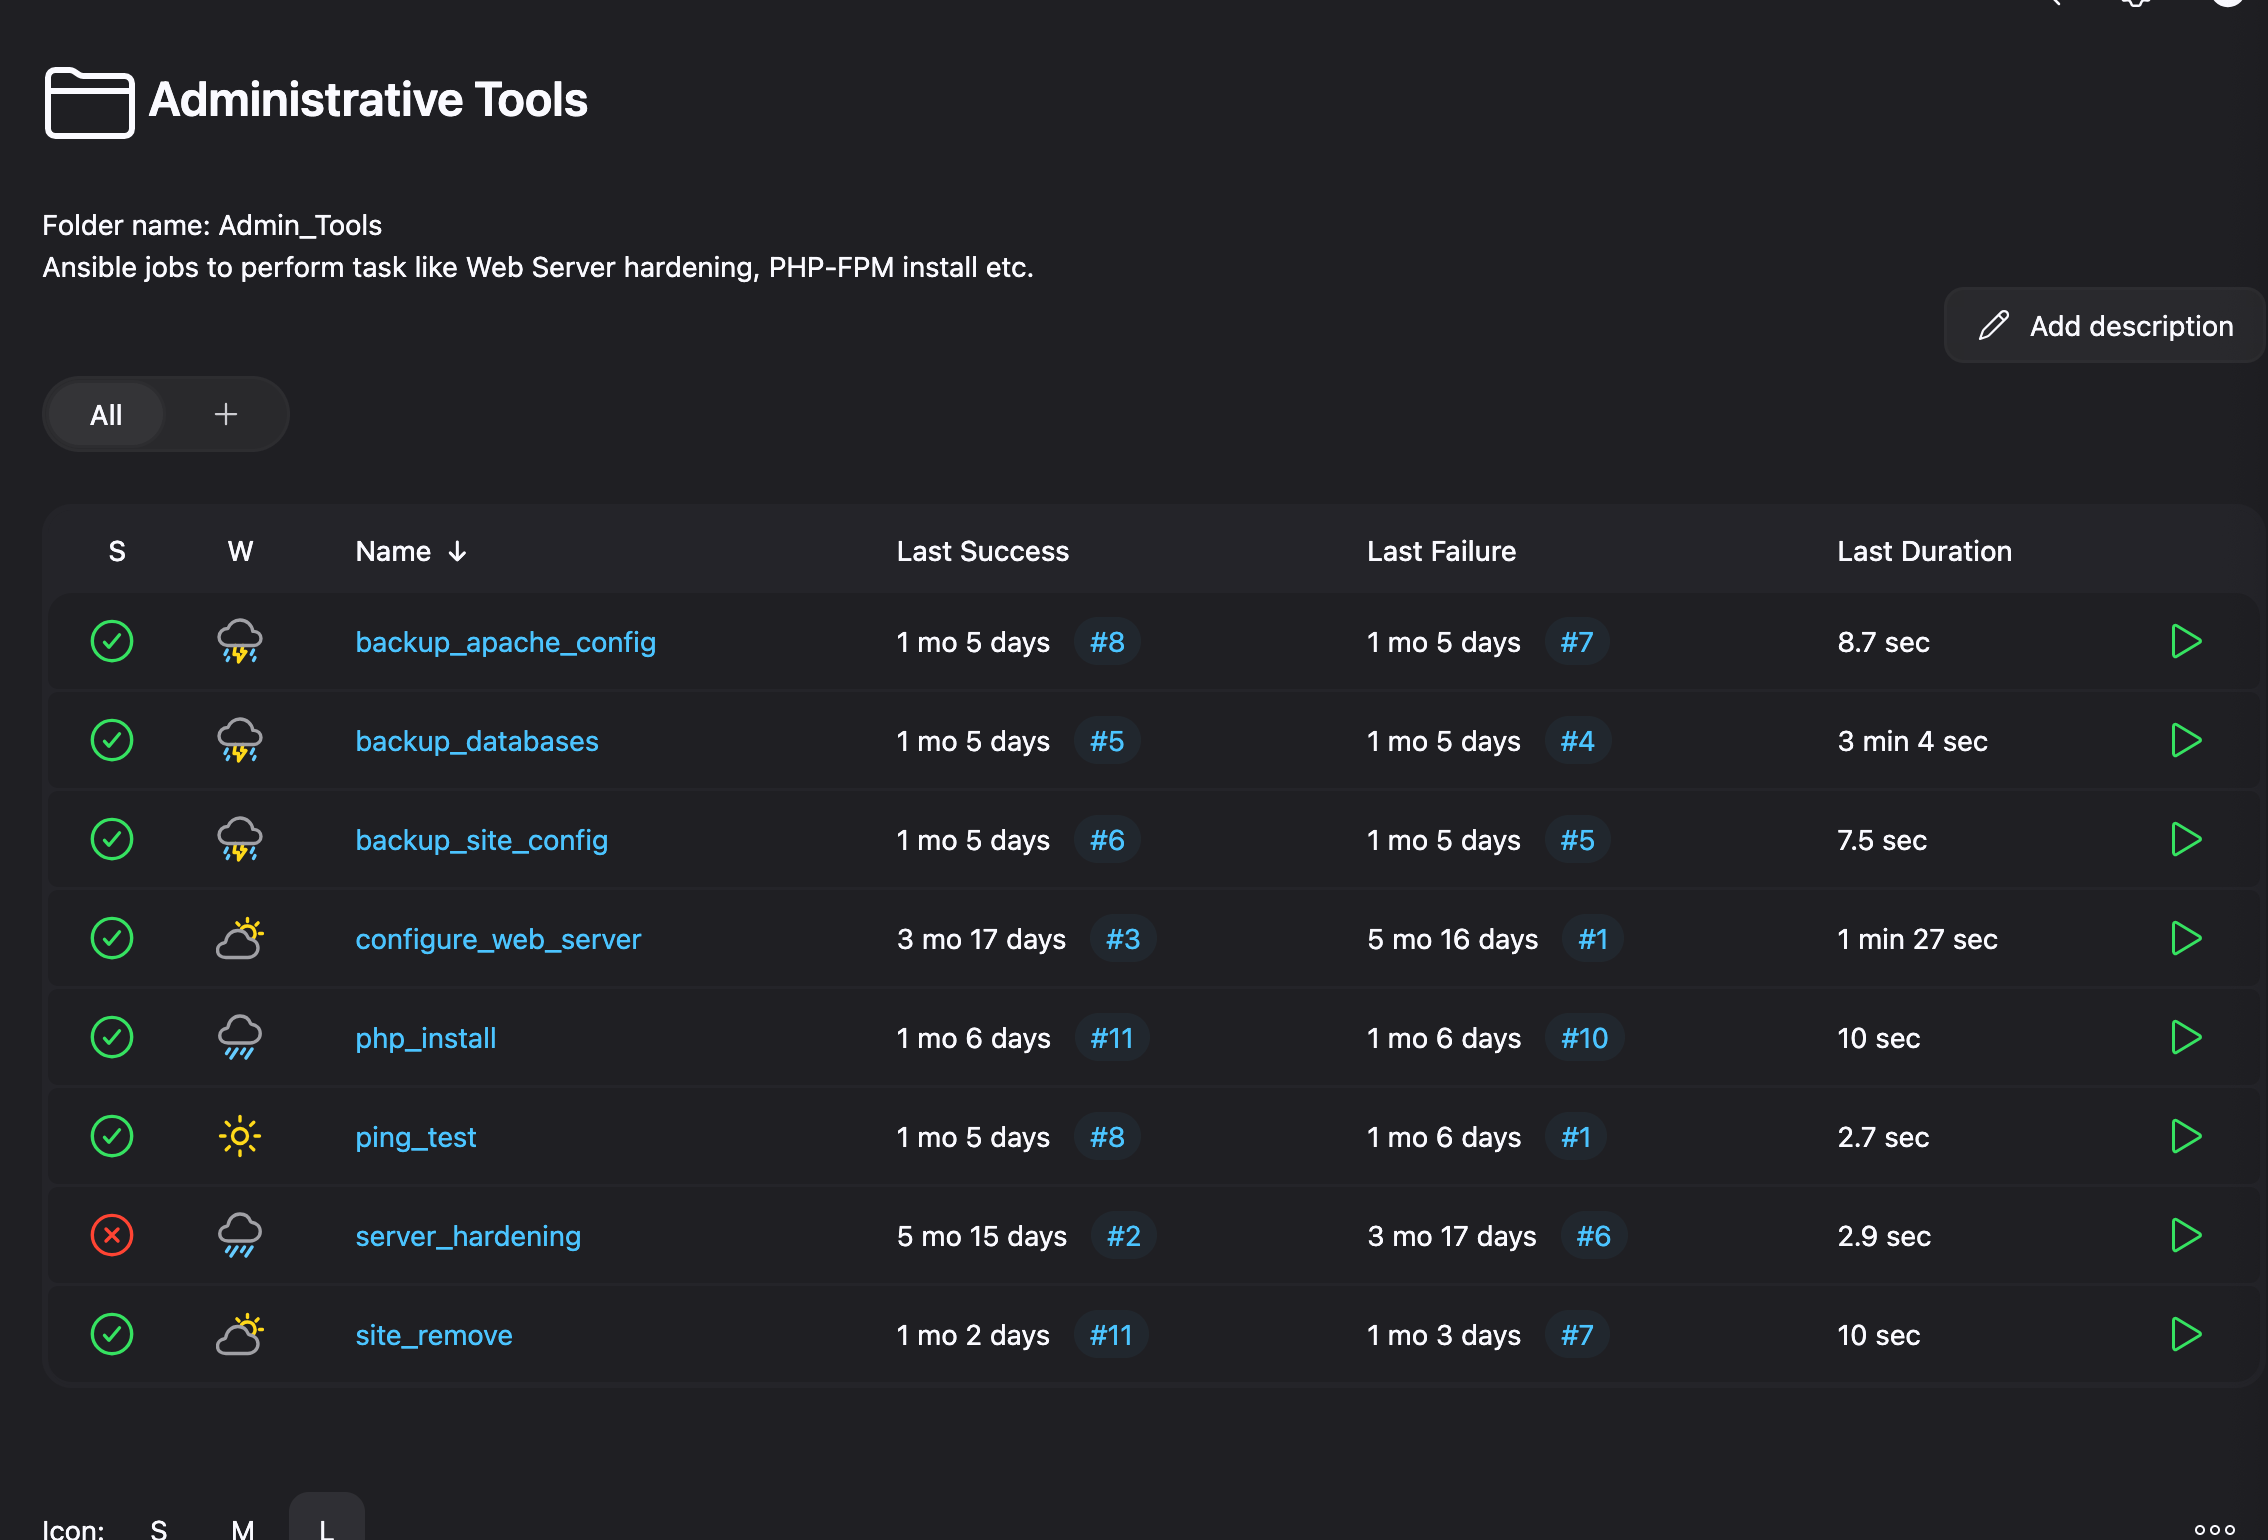 Administrative Tools
Folder name: Admin_Tools
Ansible jobs to perform task like Web Server hardening, PHP-FPM install etc.
Add description
All +
S W Name ↓ Last Success Last Failure Last Duration
backup_apache_config 1 mo 5 days #8 1 mo 5 days #7 8.7 sec
backup_databases 1 mo 5 days #5 1 mo 5 days #4 3 min 4 sec
backup_site_config 1 mo 5 days #6 1 mo 5 days #5 7.5 sec
configure_web_server 3 mo 17 days #3 5 mo 16 days #1 1 min 27 sec
php_install 1 mo 6 days #11 1 mo 6 days #10 10 sec
ping_test 1 mo 5 days #8 1 mo 6 days #1 2.7 sec
server_hardening 5 mo 15 days #2 3 mo 17 days #6 2.9 sec
site_remove 1 mo 2 days #11 1 mo 3 days #7 10 sec
Icon: S M L